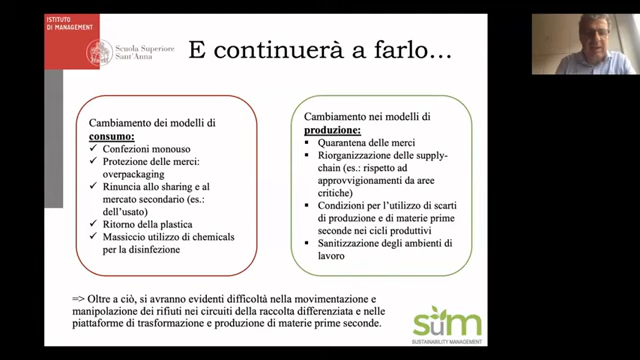 ISTITUTO
DI MANAGEMENT
Scuola Superiore
Sant'Anna
E continuerà a farlo…
Cambiamento dei modelli di
consumo:
Confezioni monouso
Protezione delle merci:
overpackaging
Rinuncia allo sharing e al
mercato secondario (es.:
dell'usato)
Ritorno della plastica
Massiccio utilizzo di chemicals
per la disinfezione
Cambiamento nei modelli di
produzione:
Quarantena delle merci
Riorganizzazione delle supply-
chain (es.: rispetto ad
approvvigionamenti da aree
critiche)
Condizioni per l'utilizzo di scarti
di produzione e di materie prime
seconde nei cicli produttivi
Sanitizzazione degli ambienti di
lavoro
=> Oltre a ciò, si avranno evidenti difficoltà nella movimentazione e
manipolazione dei rifiuti nei circuiti della raccolta differenziata e nelle
piattaforme di trasformazione e produzione di materie prime seconde.
SuM
SUSTAINABILITY MANAGEMENT